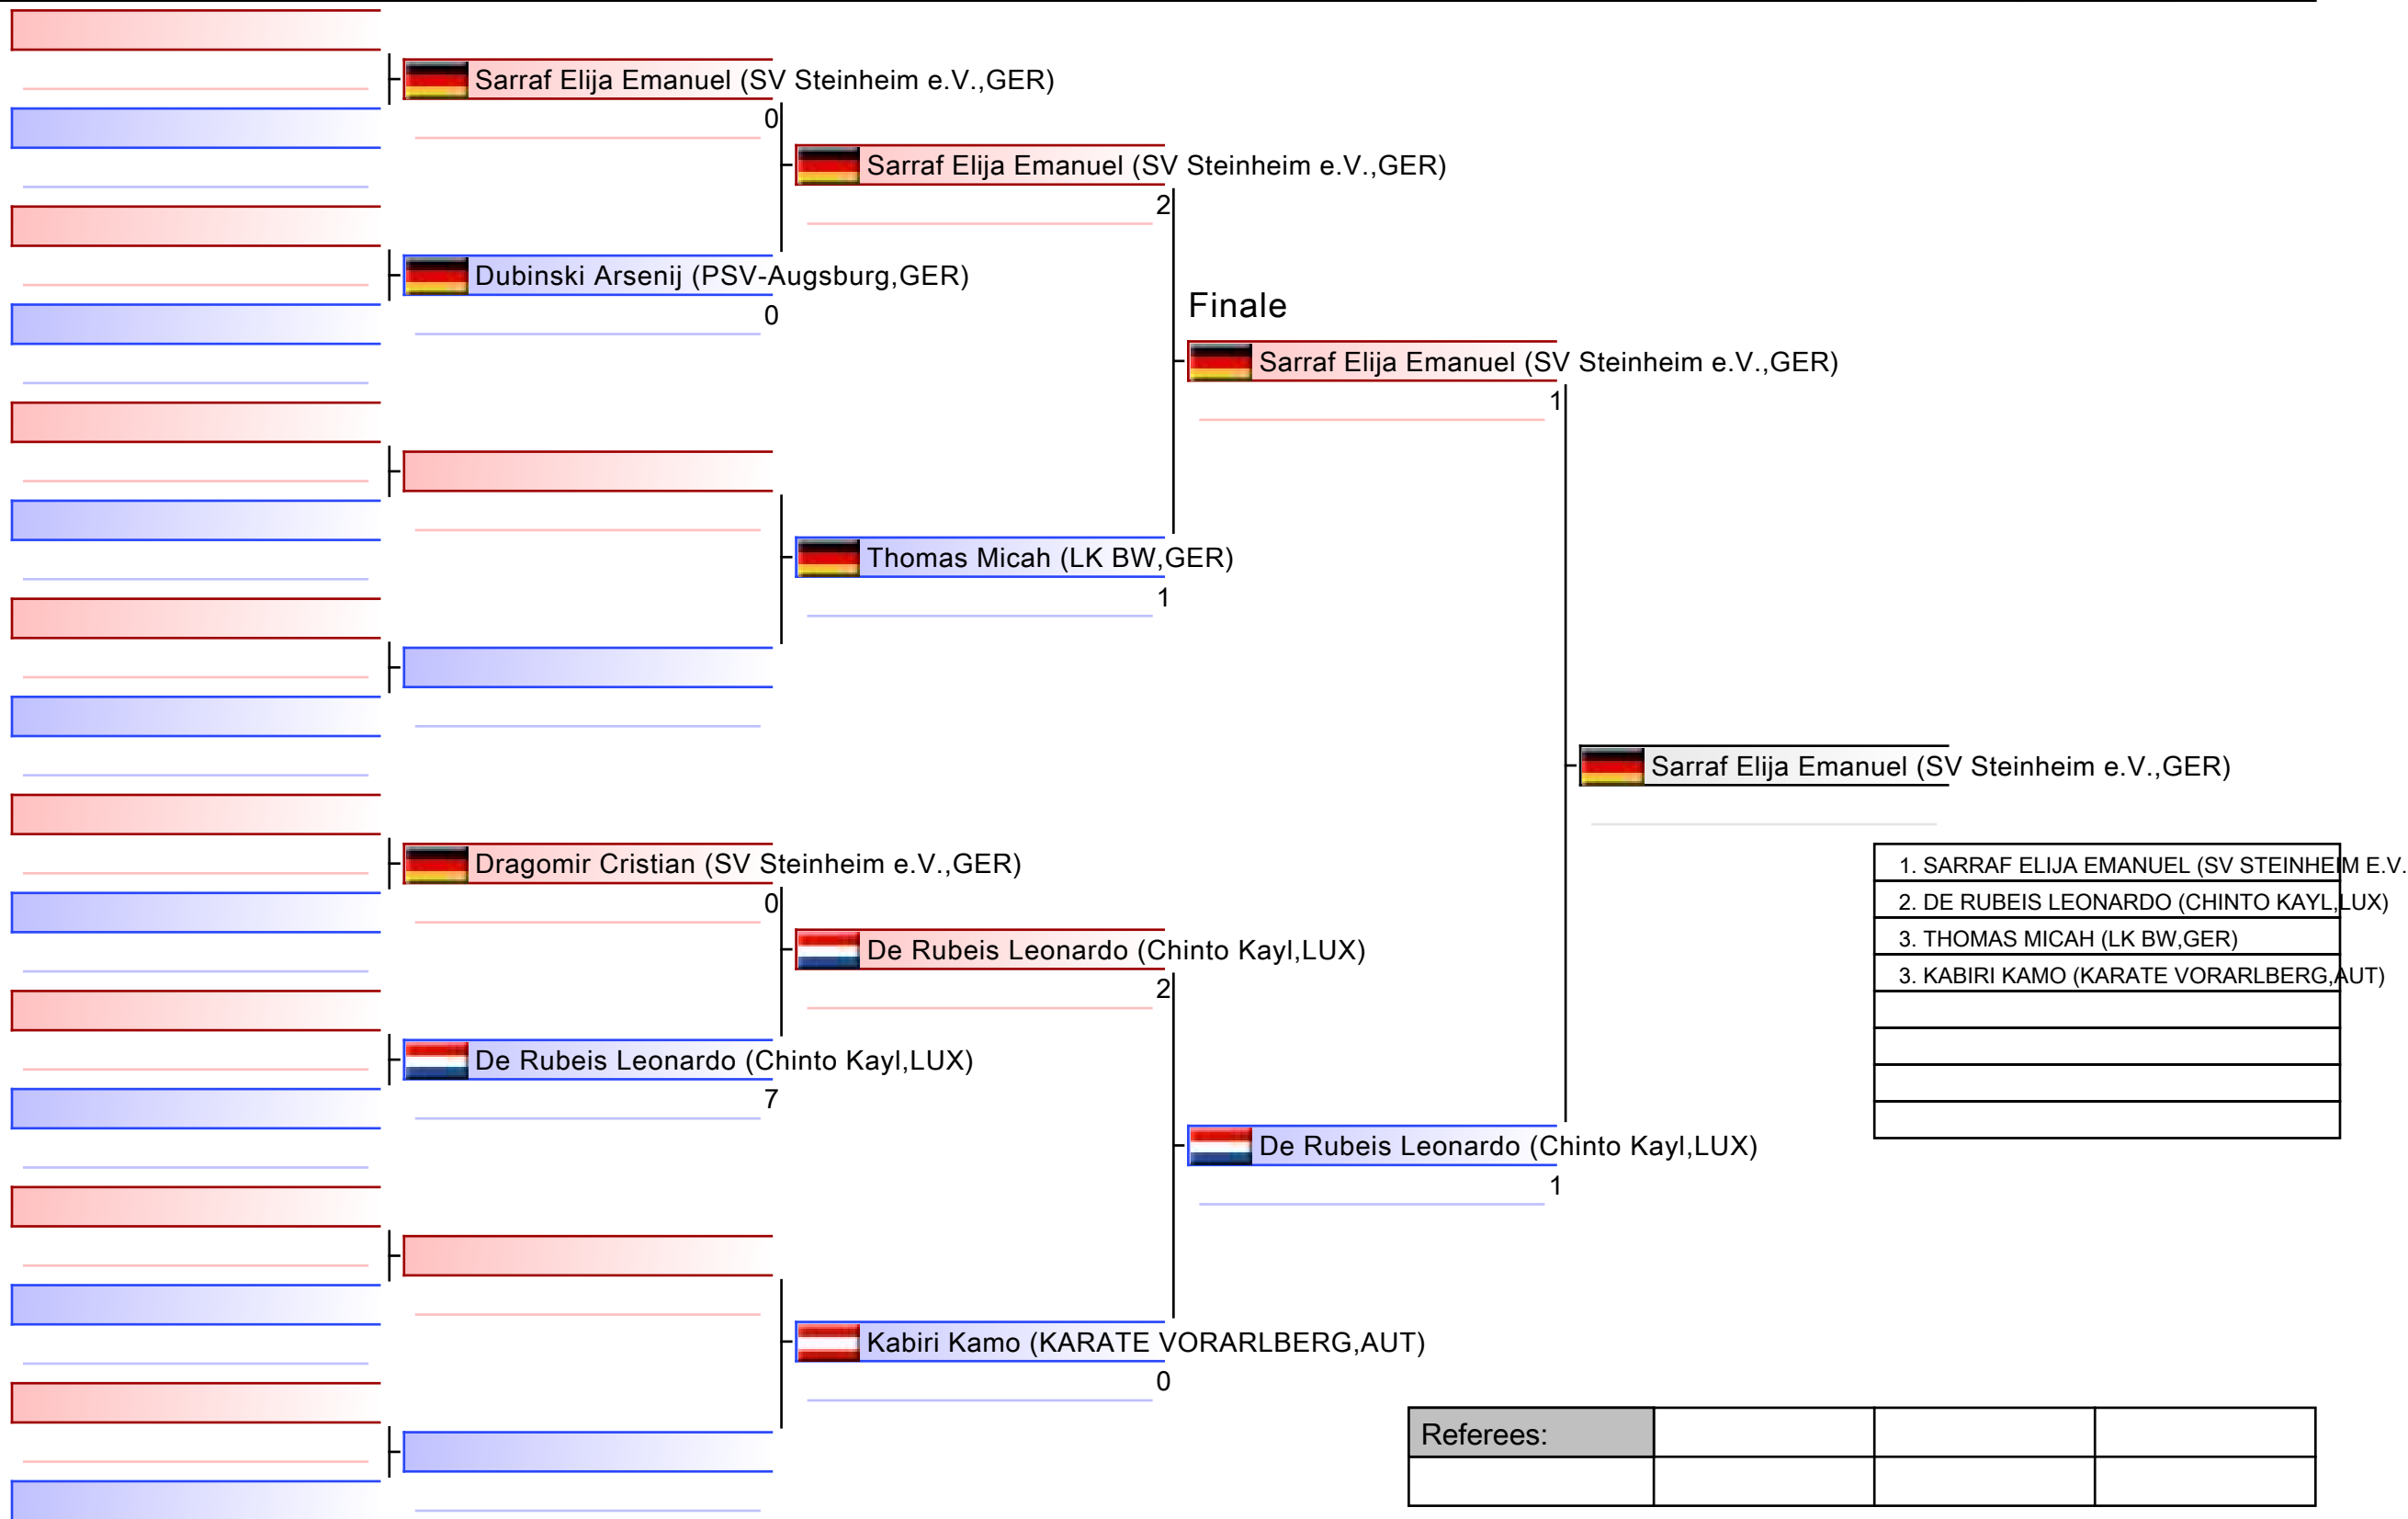 Sarraf Elija Emanuel (SV Steinheim e.V.,GER)
0
Sarraf Elija Emanuel (SV Steinheim e.V.,GER)
2
Dubinski Arsenij (PSV-Augsburg,GER)
0
Finale
Sarraf Elija Emanuel (SV Steinheim e.V.,GER)
1
Thomas Micah (LK BW,GER)
1
Sarraf Elija Emanuel (SV Steinheim e.V.,GER)
Dragomir Cristian (SV Steinheim e.V.,GER)
0
De Rubeis Leonardo (Chinto Kayl,LUX)
2
De Rubeis Leonardo (Chinto Kayl,LUX)
7
De Rubeis Leonardo (Chinto Kayl,LUX)
1
Kabiri Kamo (KARATE VORARLBERG,AUT)
0
1. SARRAF ELIJA EMANUEL (SV STEINHEIM E.V.
2. DE RUBEIS LEONARDO (CHINTO KAYL,LUX)
3. THOMAS MICAH (LK BW,GER)
3. KABIRI KAMO (KARATE VORARLBERG,AUT)
Referees: